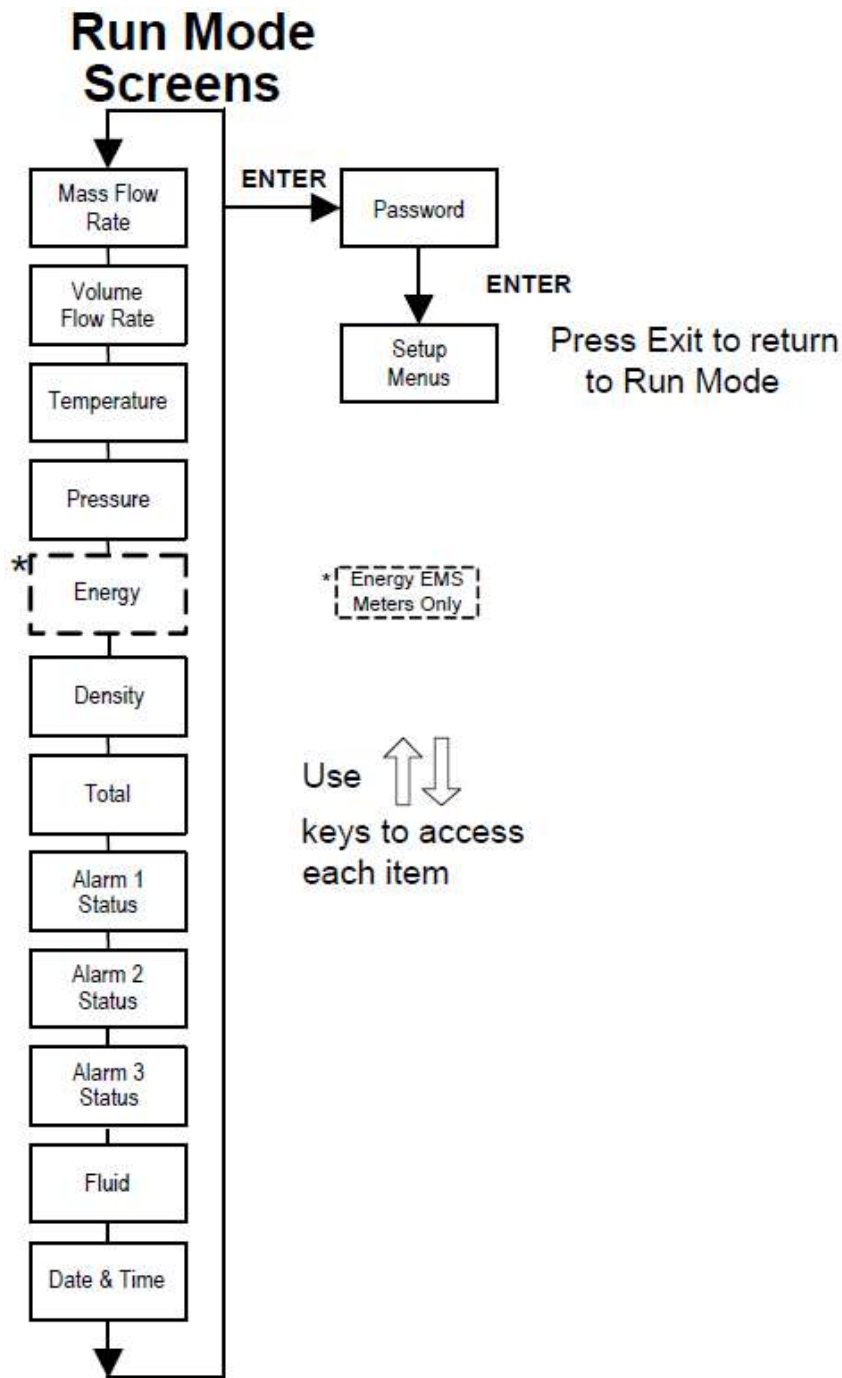 Run Mode
Screens
Mass Flow
Rate
ENTER
Password
Volume
Flow Rate
ENTER
Setup
Menus
Press Exit to return
to Run Mode
Temperature
Pressure
*
Energy
* Energy EMS
Meters Only
Density
Total
Use
keys to access
each item
Alarm 1
Status
Alarm 2
Status
Alarm 3
Status
Fluid
Date & Time